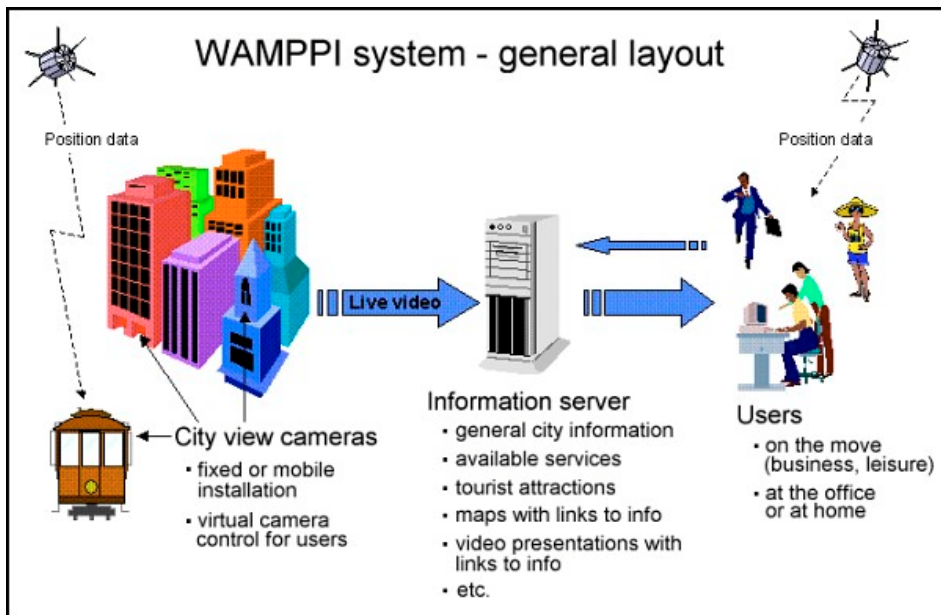 WAMPPI system - general layout
Position data
Position data
Live video
City view cameras
▪ fixed or mobile
installation
▪ virtual camera
control for users
Information server
▪ general city information
▪ available services
▪ tourist attractions
▪ maps with links to info
▪ video presentations with
links to info
▪ etc.
Users
▪ on the move
(business, leisure)
▪ at the office
or at home